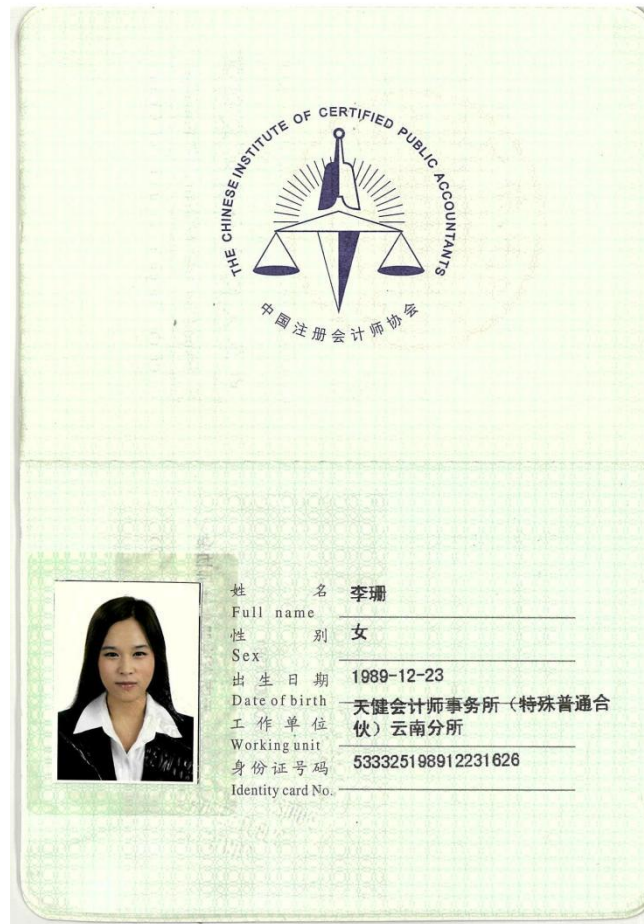 THE CHINESE INSTITUTE OF CERTIFIED PUBLIC ACCOUNTANTS
中国注册会计师协会
姓 名 李珊
Full name
性 别 女
Sex
出生日期 1989-12-23
Date of birth
工作单位 天健会计师事务所（特殊普通合
伙）云南分所
Working unit
身份证号码 533325198912231626
Identity card No.